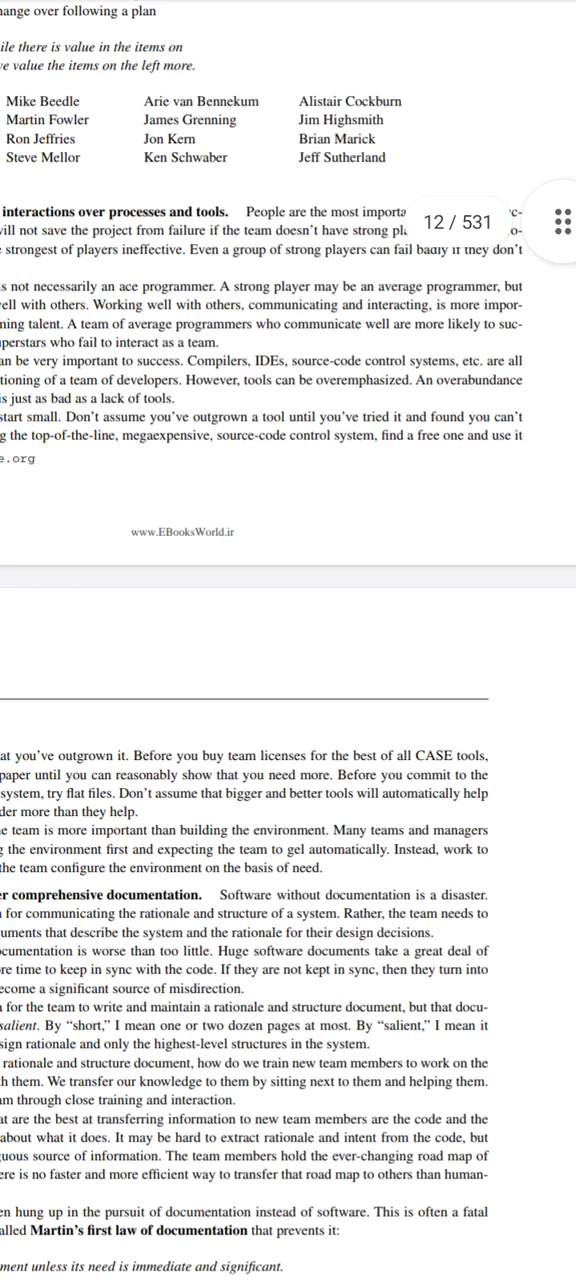 ange over following a plan
ile there is value in the items on
e value the items on the left more.
Mike Beedle Arie van Bennekum Alistair Cockburn
Martin Fowler James Grenning Jim Highsmith
Ron Jeffries Jon Kern Brian Marick
Steve Mellor Ken Schwaber Jeff Sutherland
interactions over processes and tools. People are the most importa c-
ill not save the project from failure if the team doesn't have strong pl o-
strongest of players ineffective. Even a group of strong players can fail badly if they don't
12 / 531
s not necessarily an ace programmer. A strong player may be an average programmer, but
ell with others. Working well with others, communicating and interacting, is more impor-
ming talent. A team of average programmers who communicate well are more likely to suc-
perstars who fail to interact as a team.
an be very important to success. Compilers, IDEs, source-code control systems, etc. are all
tioning of a team of developers. However, tools can be overemphasized. An overabundance
is just as bad as a lack of tools.
start small. Don't assume you've outgrown a tool until you've tried it and found you can't
g the top-of-the-line, megaexpensive, source-code control system, find a free one and use it
e.org
www.EBooksWorld.ir
at you've outgrown it. Before you buy team licenses for the best of all CASE tools,
paper until you can reasonably show that you need more. Before you commit to the
system, try flat files. Don't assume that bigger and better tools will automatically help
der more than they help.
e team is more important than building the environment. Many teams and managers
g the environment first and expecting the team to gel automatically. Instead, work to
the team configure the environment on the basis of need.
er comprehensive documentation. Software without documentation is a disaster.
for communicating the rationale and structure of a system. Rather, the team needs to
uments that describe the system and the rationale for their design decisions.
ocumentation is worse than too little. Huge software documents take a great deal of
re time to keep in sync with the code. If they are not kept in sync, then they turn into
ecome a significant source of misdirection.
for the team to write and maintain a rationale and structure document, but that docu-
salient. By “short,” I mean one or two dozen pages at most. By “salient,” I mean it
sign rationale and only the highest-level structures in the system.
rationale and structure document, how do we train new team members to work on the
h them. We transfer our knowledge to them by sitting next to them and helping them.
am through close training and interaction.
at are the best at transferring information to new team members are the code and the
about what it does. It may be hard to extract rationale and intent from the code, but
guous source of information. The team members hold the ever-changing road map of
ere is no faster and more efficient way to transfer that road map to others than human-
en hung up in the pursuit of documentation instead of software. This is often a fatal
alled Martin's first law of documentation that prevents it:
ment unless its need is immediate and significant.